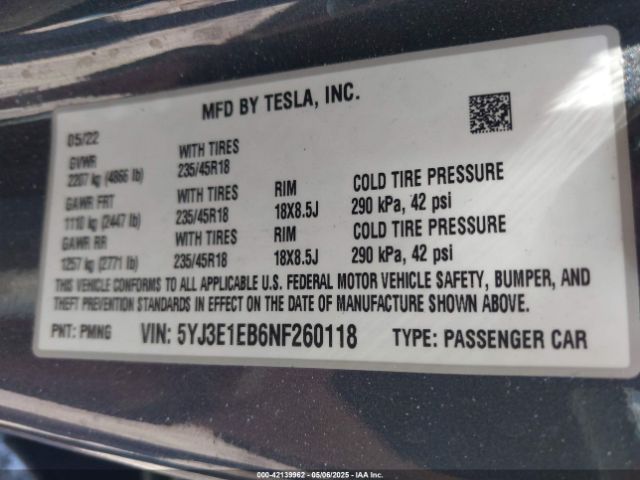 MFD BY TESLA, INC.
05/22
GVWR WITH TIRES
2207 kg (4866 lb) 235/45R18
GAWR FRT WITH TIRES RIM COLD TIRE PRESSURE
1110 kg (2447 lb) 235/45R18 18X8.5J 290 kPa, 42 psi
GAWR RR WITH TIRES RIM COLD TIRE PRESSURE
1257 kg (2771 lb) 235/45R18 18X8.5J 290 kPa, 42 psi
THIS VEHICLE CONFORMS TO ALL APPLICABLE U.S. FEDERAL MOTOR VEHICLE SAFETY, BUMPER, AND
THEFT PREVENTION STANDARDS IN EFFECT ON THE DATE OF MANUFACTURE SHOWN ABOVE.
PNT: PMNG VIN: 5YJ3E1EB6NF260118 TYPE: PASSENGER CAR
000-42139962 - 05/06/2025 - IAA Inc.